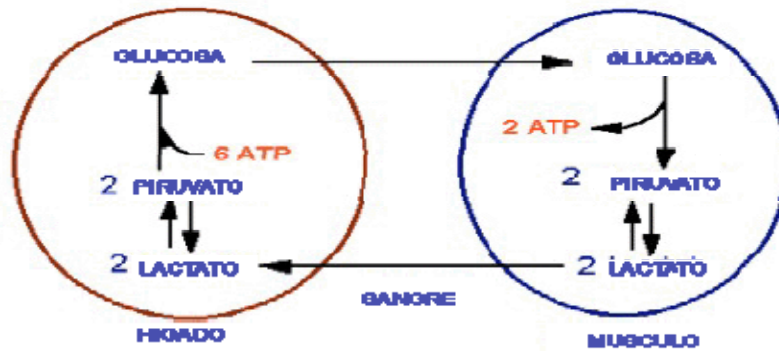 GLUCOSA
GLUCOSA
6 ATP
2 ATP
2 PIRUVATO
2 PIRUVATO
2 LACTATO
2 LACTATO
SANGRE
HIGADO
MUSCULO